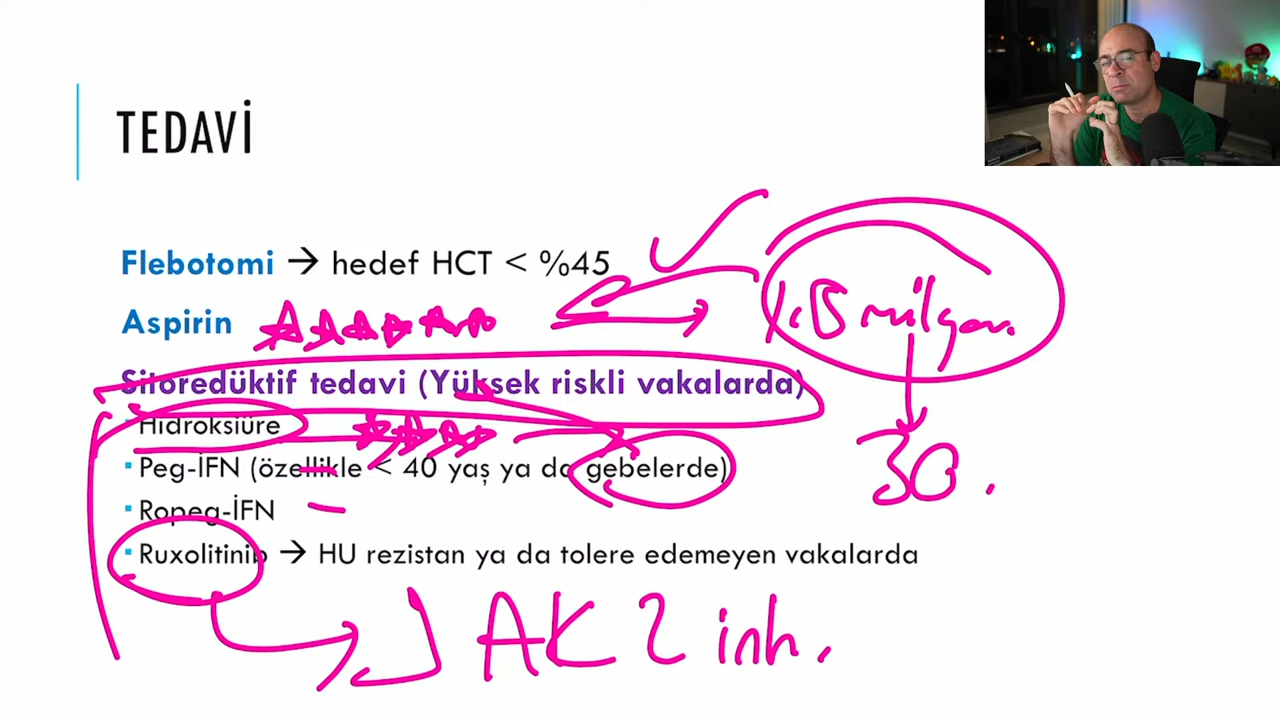 TEDAVİ
Flebotomi → hedef HCT < %45
Aspirin
1.5 milyon.
30.
Sitoredüktif tedavi (Yüksek riskli vakalarda)
▪ Hidroksiüre
▪ Peg-İFN (özellikle < 40 yaş ya da gebelerde)
▪ Ropeg-İFN
▪ Ruxolitinib → HU rezistan ya da tolere edemeyen vakalarda
JAK 2 inh.